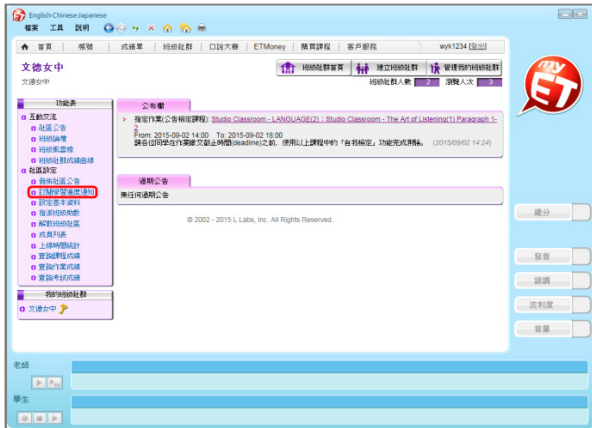 English-Chinese-Japanese
檔案 工具 說明
首頁 | 帳號 | 成績單 | 班級社群 | 口說大賽 | ETMoney | 購買課程 | 客戶服務 wyk1234 (登出)
文德女中
文德女中
班級社群首頁 建立班級社群 管理我的班級社群
班級社群人數 2 瀏覽人次 3
功能表
互動交流
社區公告
班級論壇
班級風雲榜
班級社群成績曲線
社區設定
發佈社區公告
訂閱學習進度通知
設定基本資料
指派班級助教
解散班級社區
成員列表
上線時間統計
查詢課程成績
查詢作業成績
查詢考試成績
我的班級社群
文德女中
公布欄
指定作業(公告檢定課程): Studio Classroom - LANGUAGE(2) | Studio Classroom - The Art of Listening(1) Paragraph 1-
2
From: 2015-09-02 14:00 To: 2015-09-02 18:00
請各位同學在作業繳交截止時間(deadline)之前，使用以上課程中的「自我檢定」功能完成測驗。 (2015/09/02 14:24)
過期公告
無任何過期公告
© 2002 - 2015 L Labs, Inc. All Rights Reserved.
my
ET
總分
發音
語調
流利度
音量
老師
學生